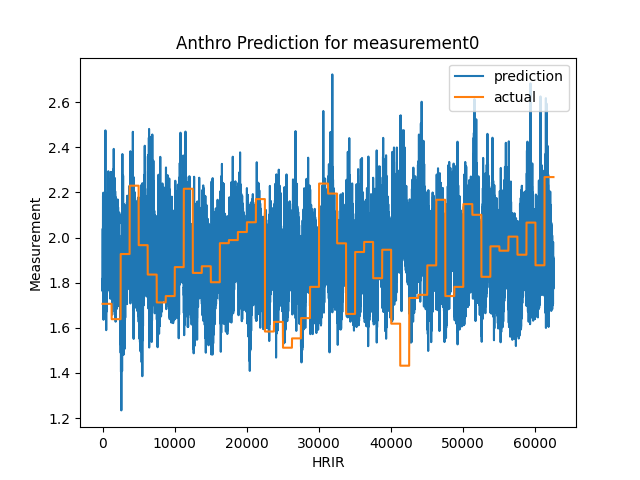 Anthro Prediction for measurement0
prediction
actual
Measurement
2.6
2.4
2.2
2.0
1.8
1.6
1.4
1.2
0 10000 20000 30000 40000 50000 60000
HRIR